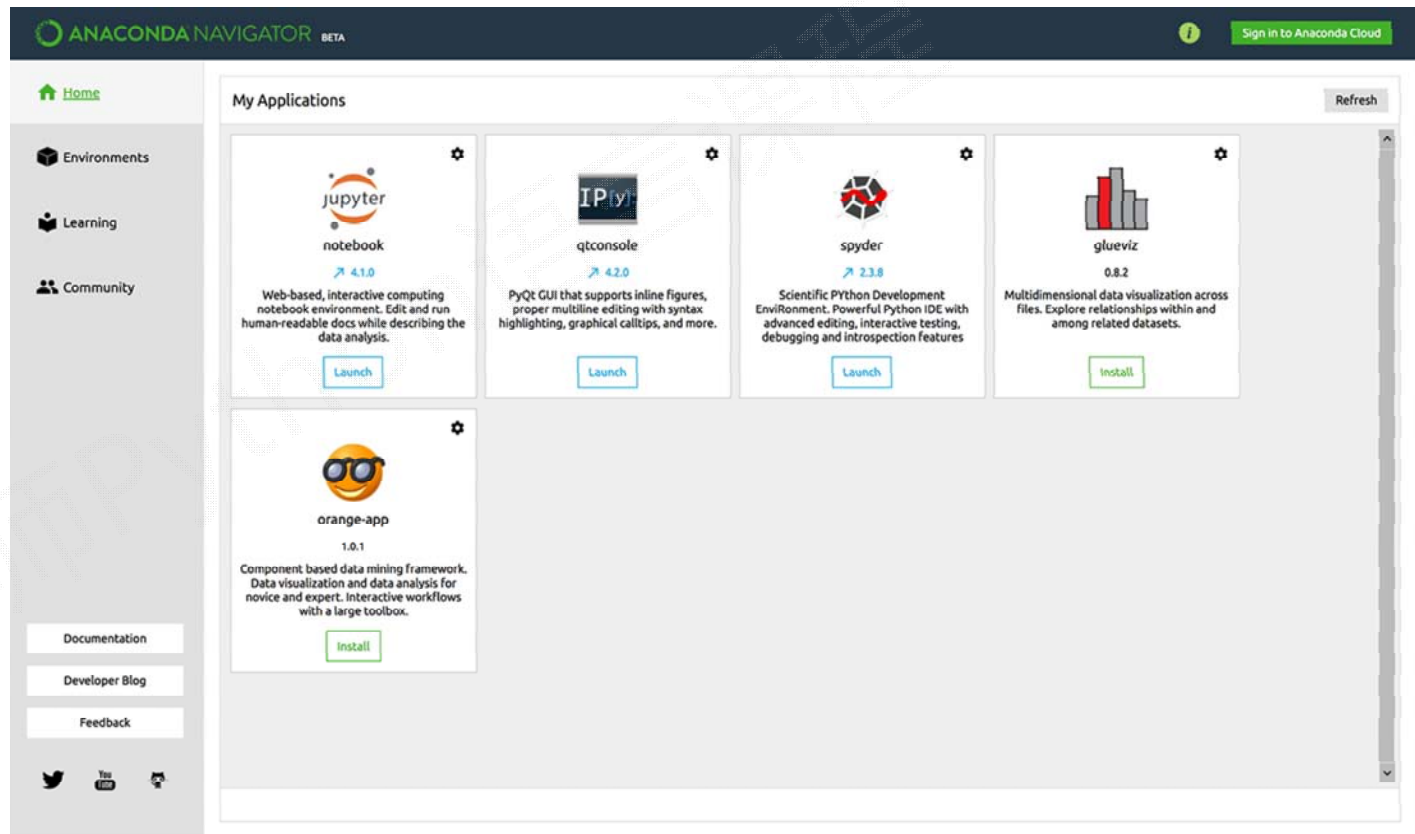 ANACONDA NAVIGATOR BETA
Sign in to Anaconda Cloud
Home
Environments
Learning
Community
Documentation
Developer Blog
Feedback
You
Tube
My Applications
Refresh
jupyter
notebook
4.1.0
Web-based, interactive computing
notebook environment. Edit and run
human-readable docs while describing the
data analysis.
Launch
IP[y]:
qtconsole
4.2.0
PyQt GUI that supports inline figures,
proper multiline editing with syntax
highlighting, graphical calltips, and more.
Launch
spyder
2.3.8
Scientific PYthon Development
EnviRonment. Powerful Python IDE with
advanced editing, interactive testing,
debugging and introspection features
Launch
glueviz
0.8.2
Multidimensional data visualization across
files. Explore relationships within and
among related datasets.
Install
orange-app
1.0.1
Component based data mining framework.
Data visualization and data analysis for
novice and expert. Interactive workflows
with a large toolbox.
Install